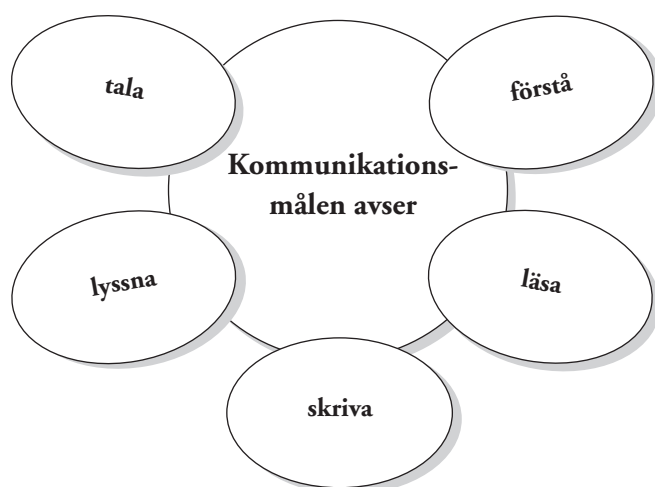 tala
förstå
Kommunikations-
målen avser
lyssna
läsa
skriva